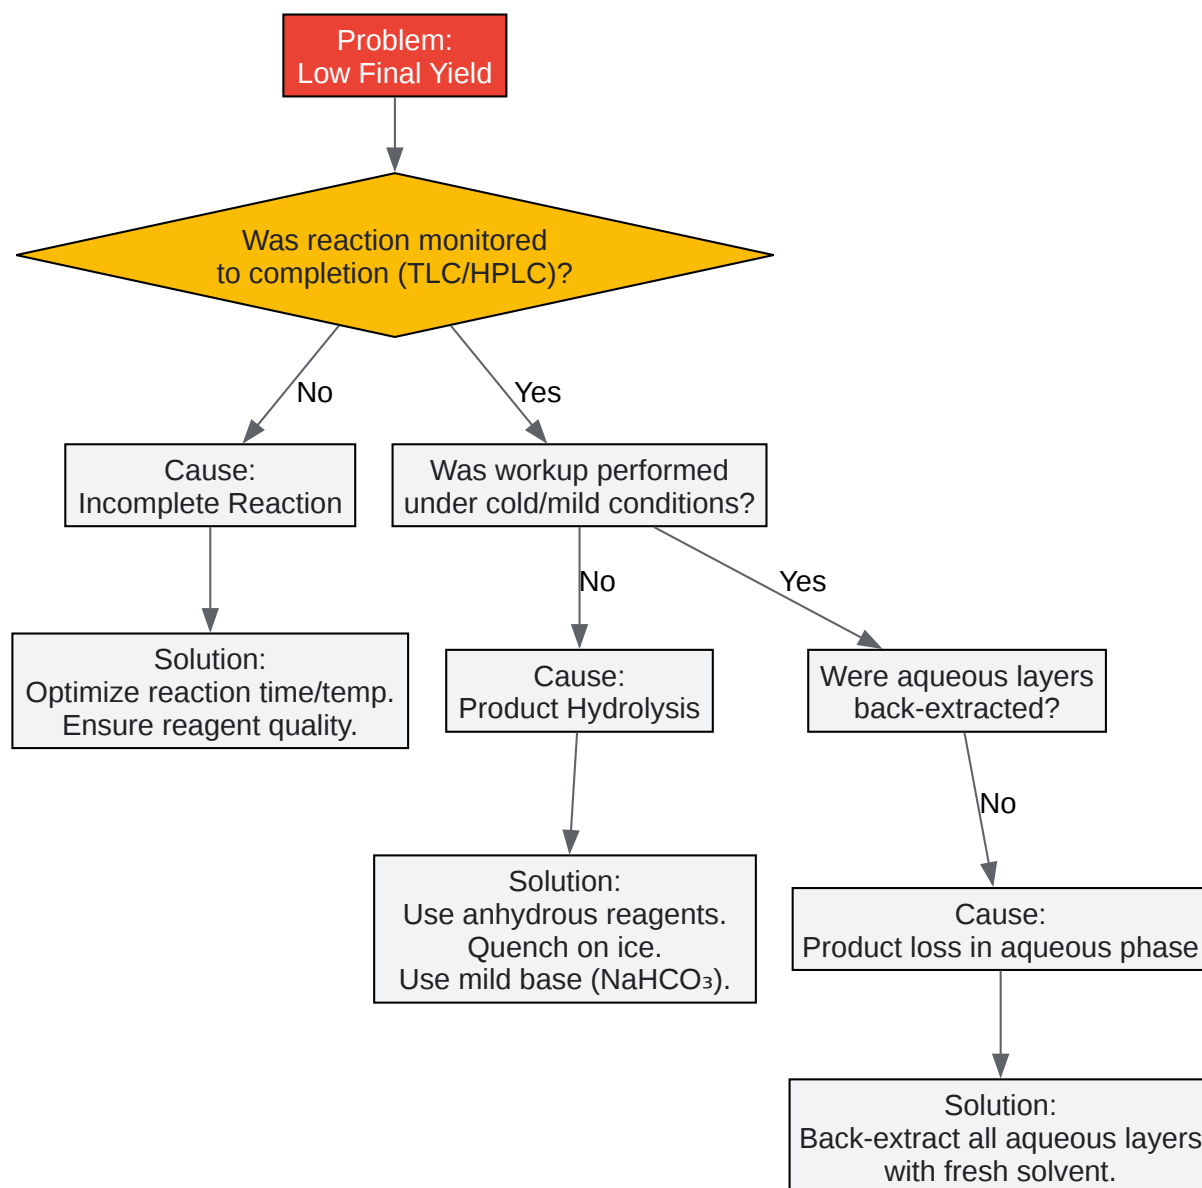 Problem:
Low Final Yield
Was reaction monitored
to completion (TLC/HPLC)?
No
Yes
Cause:
Incomplete Reaction
Was workup performed
under cold/mild conditions?
No
Yes
Solution:
Optimize reaction time/temp.
Ensure reagent quality.
Cause:
Product Hydrolysis
Were aqueous layers
back-extracted?
No
Solution:
Use anhydrous reagents.
Quench on ice.
Use mild base (NaHCO₃).
Cause:
Product loss in aqueous phase
Solution:
Back-extract all aqueous layers
with fresh solvent.